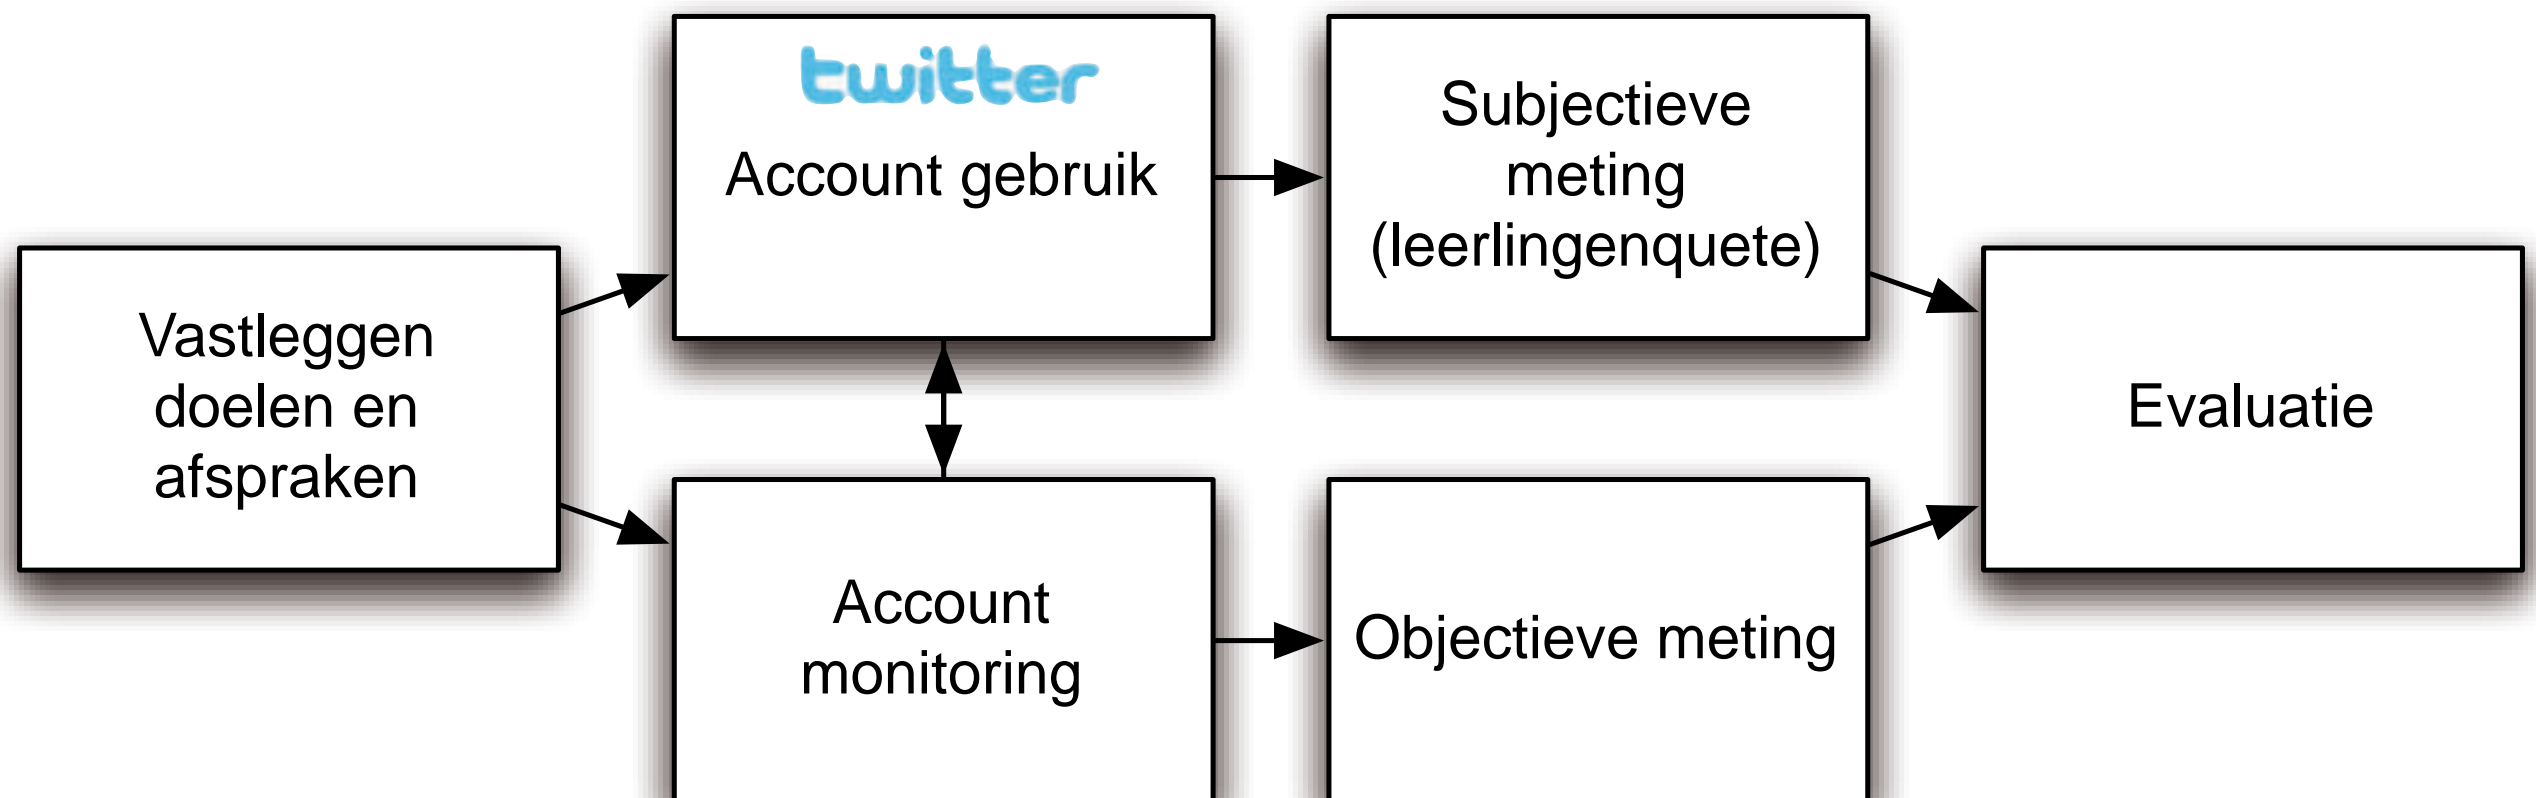 Vastleggen
doelen en
afspraken
twitter
Account gebruik
Account
monitoring
Subjectieve
meting
(leerlingenquete)
Objectieve meting
Evaluatie